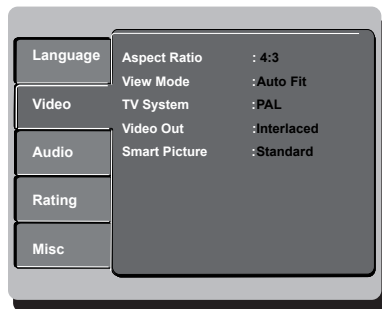 Language
Video
Audio
Rating
Misc
Aspect Ratio : 4:3
View Mode :Auto Fit
TV System :PAL
Video Out :Interlaced
Smart Picture :Standard